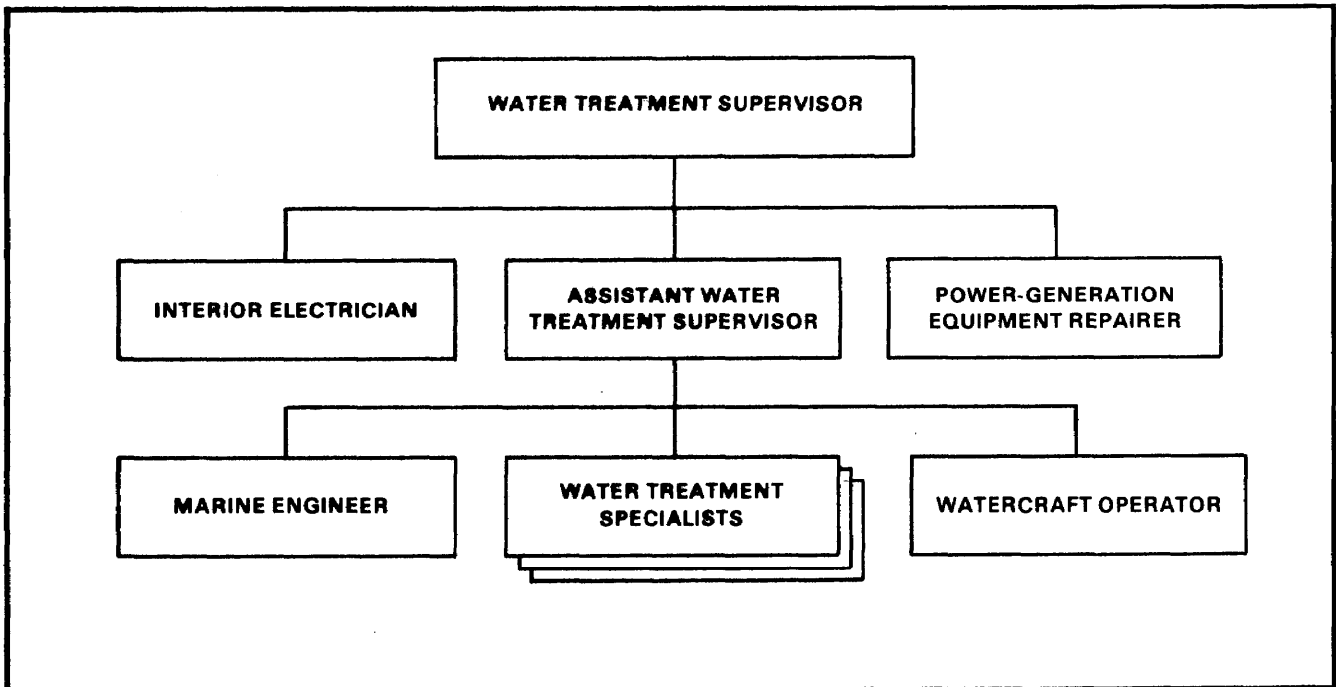 WATER TREATMENT SUPERVISOR
INTERIOR ELECTRICIAN
ASSISTANT WATER
TREATMENT SUPERVISOR
POWER-GENERATION
EQUIPMENT REPAIRER
MARINE ENGINEER
WATER TREATMENT
SPECIALISTS
WATERCRAFT OPERATOR